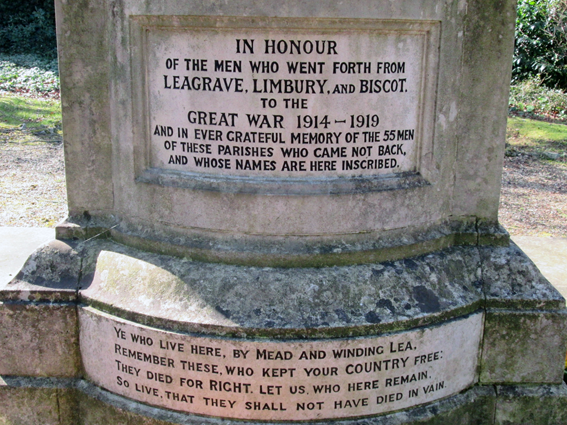 IN HONOUR
OF THE MEN WHO WENT FORTH FROM
LEAGRAVE, LIMBURY, AND BISCOT.
TO THE
GREAT WAR 1914–1919
AND IN EVER GRATEFUL MEMORY OF THE 55 MEN
OF THESE PARISHES WHO CAME NOT BACK,
AND WHOSE NAMES ARE HERE INSCRIBED.
YE WHO LIVE HERE, BY MEAD AND WINDING LEA,
REMEMBER THESE, WHO KEPT YOUR COUNTRY FREE:
THEY DIED FOR RIGHT. LET US, WHO HERE REMAIN,
SO LIVE, THAT THEY SHALL NOT HAVE DIED IN VAIN.